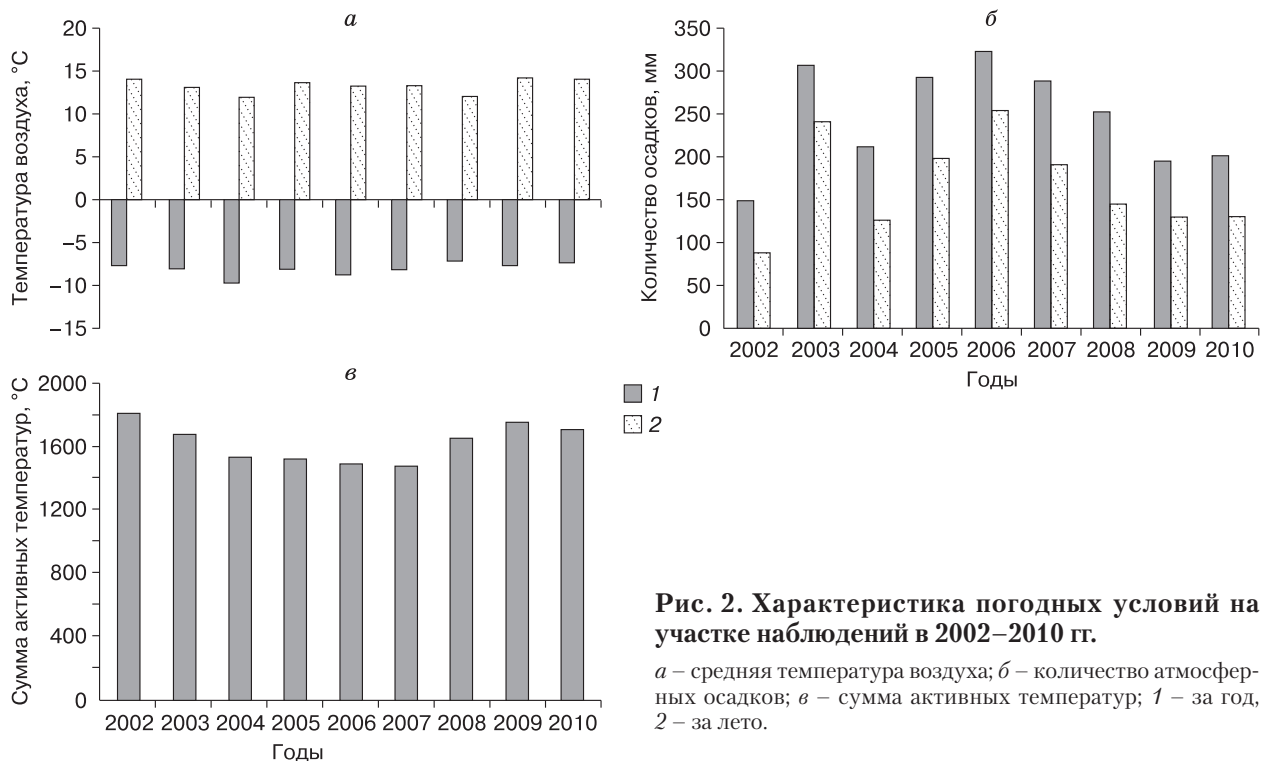 а
Температура воздуха, °С
20
15
10
5
0
−5
−10
−15
б
Количество осадков, мм
350
300
250
200
150
100
50
0
2002 2003 2004 2005 2006 2007 2008 2009 2010
Годы
в
Сумма активных температур, °С
2000
1600
1200
800
400
0
2002 2003 2004 2005 2006 2007 2008 2009 2010
Годы
1
2
Рис. 2. Характеристика погодных условий на
участке наблюдений в 2002–2010 гг.
а – средняя температура воздуха; б – количество атмосфер-
ных осадков; в – сумма активных температур; 1 – за год,
2 – за лето.